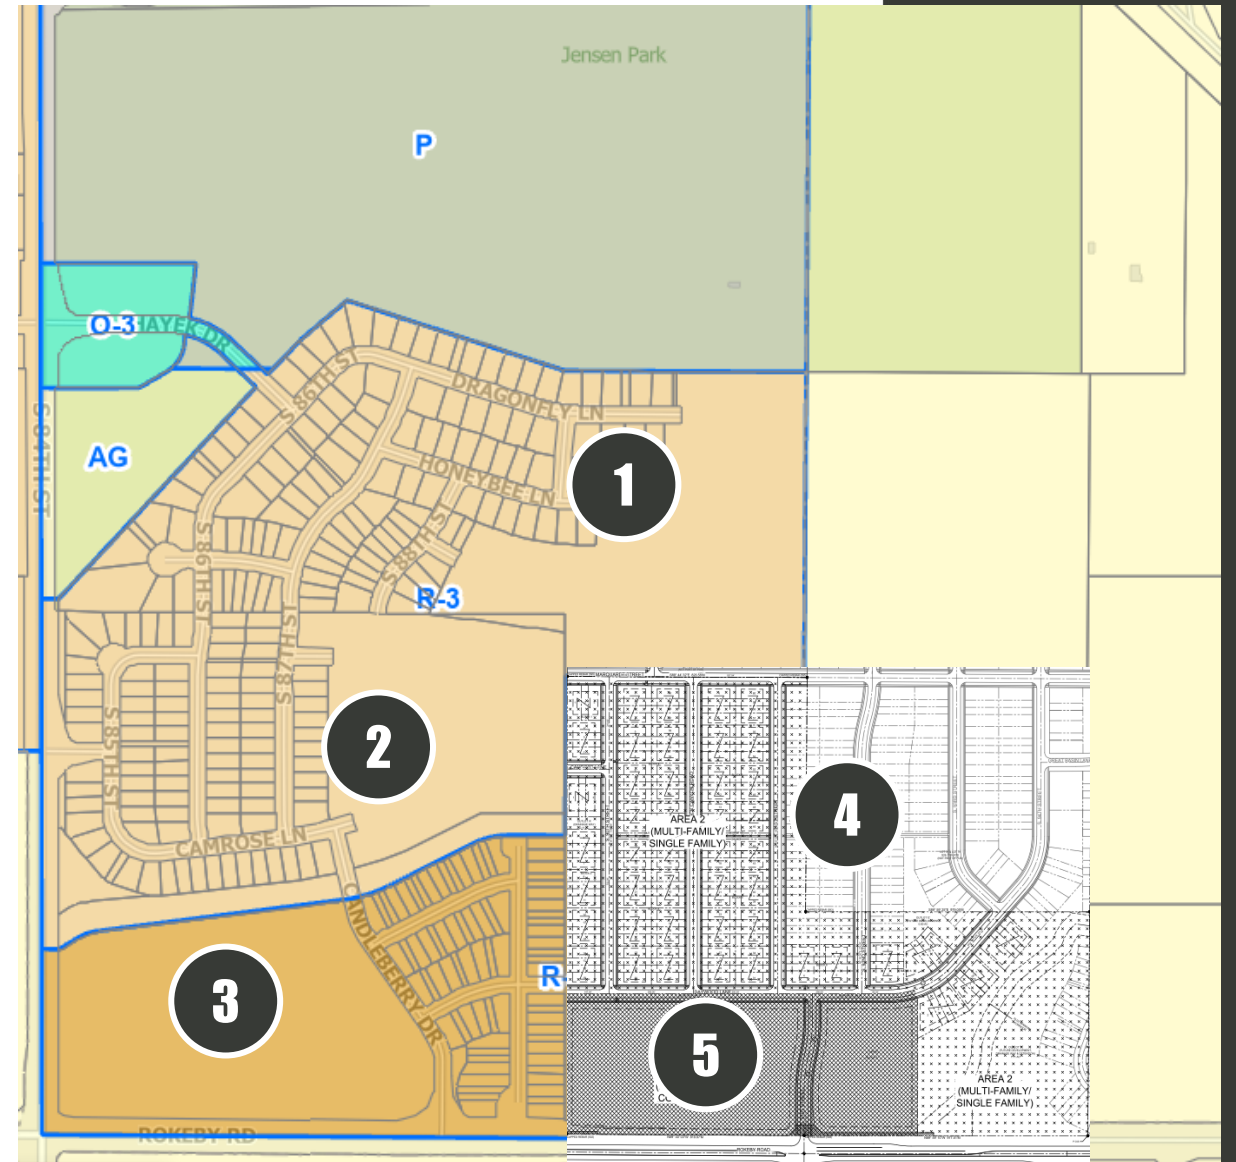 Jensen Park
P
O-3
HAYEK DR
S 86TH ST
DRAGONFLY LN
S 84TH ST
AG
HONEYBEE LN
1
S 88TH ST
S 86TH ST
R-3
S 87TH ST
2
S 85TH ST
4
AREA 2
(MULTI-FAMILY/
SINGLE FAMILY)
CAMROSE LN
CANDLEBERRY DR
R-
3
5
AREA 2
(MULTI-FAMILY/
SINGLE FAMILY)
ROKEBY RD
ROKEBY ROAD